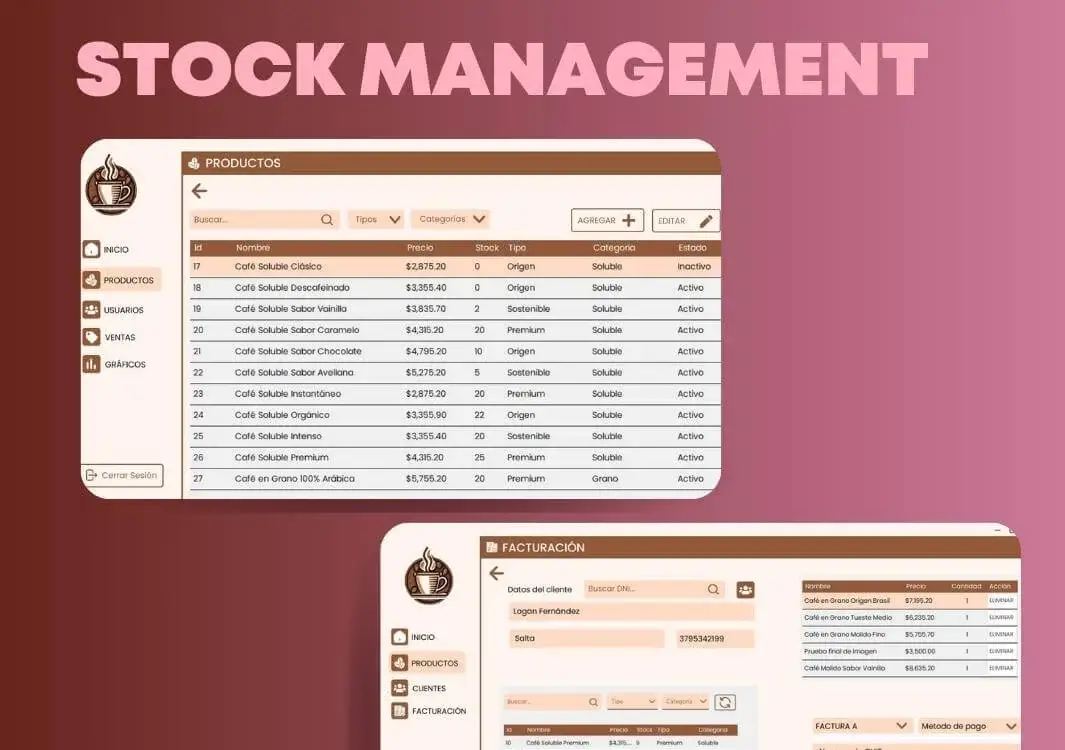 STOCK MANAGEMENT
PRODUCTOS
Buscar... Tipos Categorías AGREGAR EDITAR
INICIO
PRODUCTOS
USUARIOS
VENTAS
GRÁFICOS
Cerrar Sesión
Id Nombre Precio Stock Tipo Categoria Estado
17 Café Soluble Clásico $2,875.20 0 Origen Soluble Inactivo
18 Café Soluble Descafeinado $3,355.40 0 Origen Soluble Activo
19 Café Soluble Sabor Vainilla $3,835.70 2 Sostenible Soluble Activo
20 Café Soluble Sabor Caramelo $4,315.20 20 Premium Soluble Activo
21 Café Soluble Sabor Chocolate $4,795.20 10 Origen Soluble Activo
22 Café Soluble Sabor Avellana $5,275.20 5 Sostenible Soluble Activo
23 Café Soluble Instantáneo $2,875.20 20 Premium Soluble Activo
24 Café Soluble Orgánico $3,355.90 22 Origen Soluble Activo
25 Café Soluble Intenso $3,355.40 20 Sostenible Soluble Activo
26 Café Soluble Premium $4,315.20 25 Premium Soluble Activo
27 Café en Grano 100% Arábica $5,755.20 20 Premium Grano Activo
FACTURACIÓN
INICIO
PRODUCTOS
CLIENTES
FACTURACIÓN
Datos del cliente Buscar DNI...
Logan Fernández
Salta 3795342199
Nombre Precio Cantidad Accion
Café en Grano Origen Brasil $7,195.20 1 ELIMINAR
Café en Grano Tueste Medio $6,235.20 1 ELIMINAR
Café en Grano Molido Fino $5,755.70 1 ELIMINAR
Prueba final de imagen $3,500.00 1 ELIMINAR
Café Molido Sabor Vainilla $8,635.20 1 ELIMINAR
Buscar... Tipo Categoria
Id Nombre Precio Stock Tipo Categoria
Café Soluble Premium $4,315,... 9 Premium Soluble
FACTURA A Metodo de pago